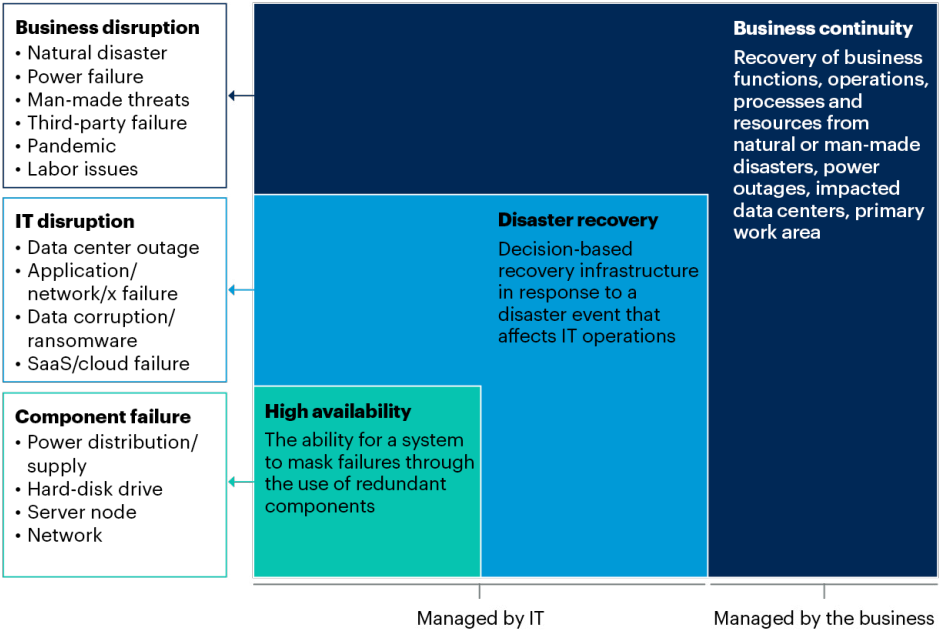 Business disruption
• Natural disaster
• Power failure
• Man-made threats
• Third-party failure
• Pandemic
• Labor issues
IT disruption
• Data center outage
• Application/
network/x failure
• Data corruption/
ransomware
• SaaS/cloud failure
Component failure
• Power distribution/
supply
• Hard-disk drive
• Server node
• Network
Business continuity
Recovery of business
functions, operations,
processes and
resources from
natural or man-made
disasters, power
outages, impacted
data centers, primary
work area
Disaster recovery
Decision-based
recovery infrastructure
in response to a
disaster event that
affects IT operations
High availability
The ability for a system
to mask failures through
the use of redundant
components
Managed by IT
Managed by the business